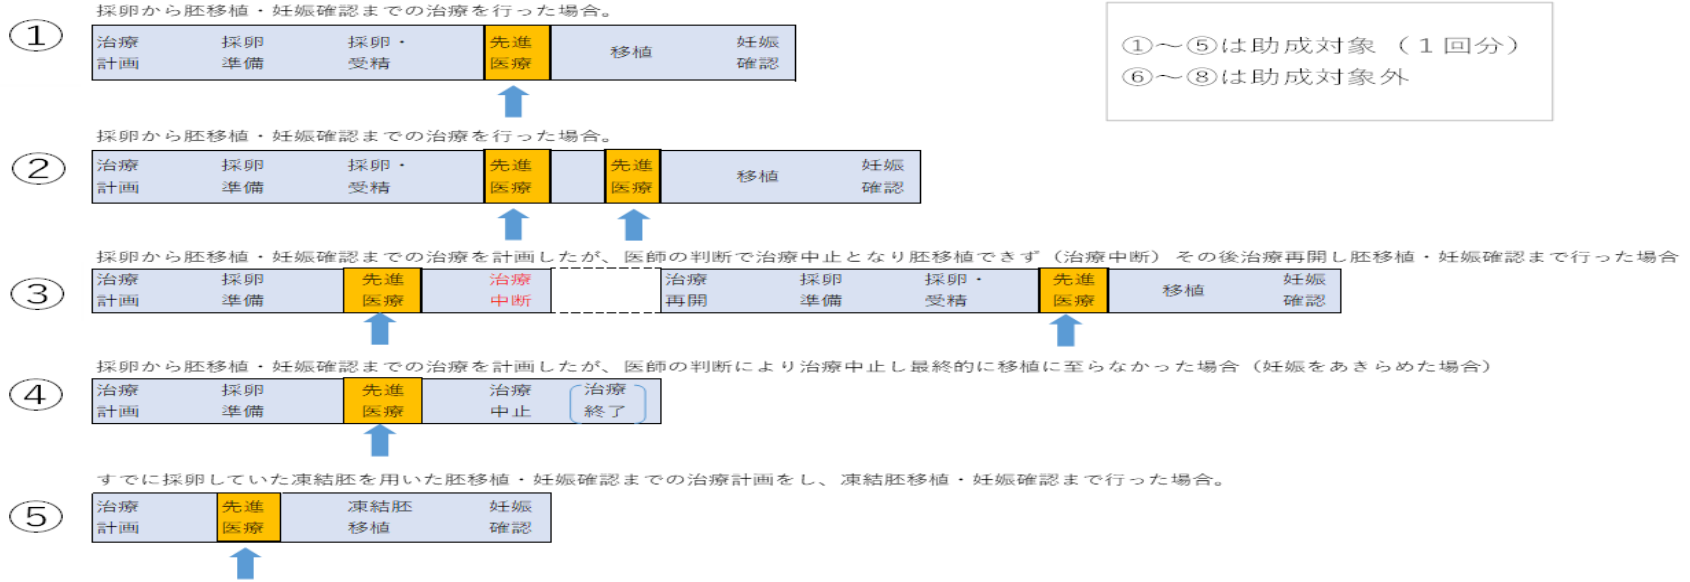 採卵から胚移植・妊娠確認までの治療を行った場合。
①
治療 採卵 採卵・ 先進 移植 妊娠
計画 準備 受精 医療 確認
①～⑤は助成対象（１回分）
⑥～⑧は助成対象外
採卵から胚移植・妊娠確認までの治療を行った場合。
②
治療 採卵 採卵・ 先進 先進 移植 妊娠
計画 準備 受精 医療 医療 確認
採卵から胚移植・妊娠確認までの治療を計画したが、医師の判断で治療中止となり胚移植できず（治療中断）その後治療再開し胚移植・妊娠確認まで行った場合
③
治療 採卵 先進 治療 治療 採卵 採卵・ 先進 移植 妊娠
計画 準備 医療 中断 再開 準備 受精 医療 確認
採卵から胚移植・妊娠確認までの治療を計画したが、医師の判断により治療中止し最終的に移植に至らなかった場合（妊娠をあきらめた場合）
④
治療 採卵 先進 治療 治療
計画 準備 医療 中止 終了
すでに採卵していた凍結胚を用いた胚移植・妊娠確認までの治療計画をし、凍結胚移植・妊娠確認まで行った場合。
⑤
治療 先進 凍結胚 妊娠
計画 医療 移植 確認